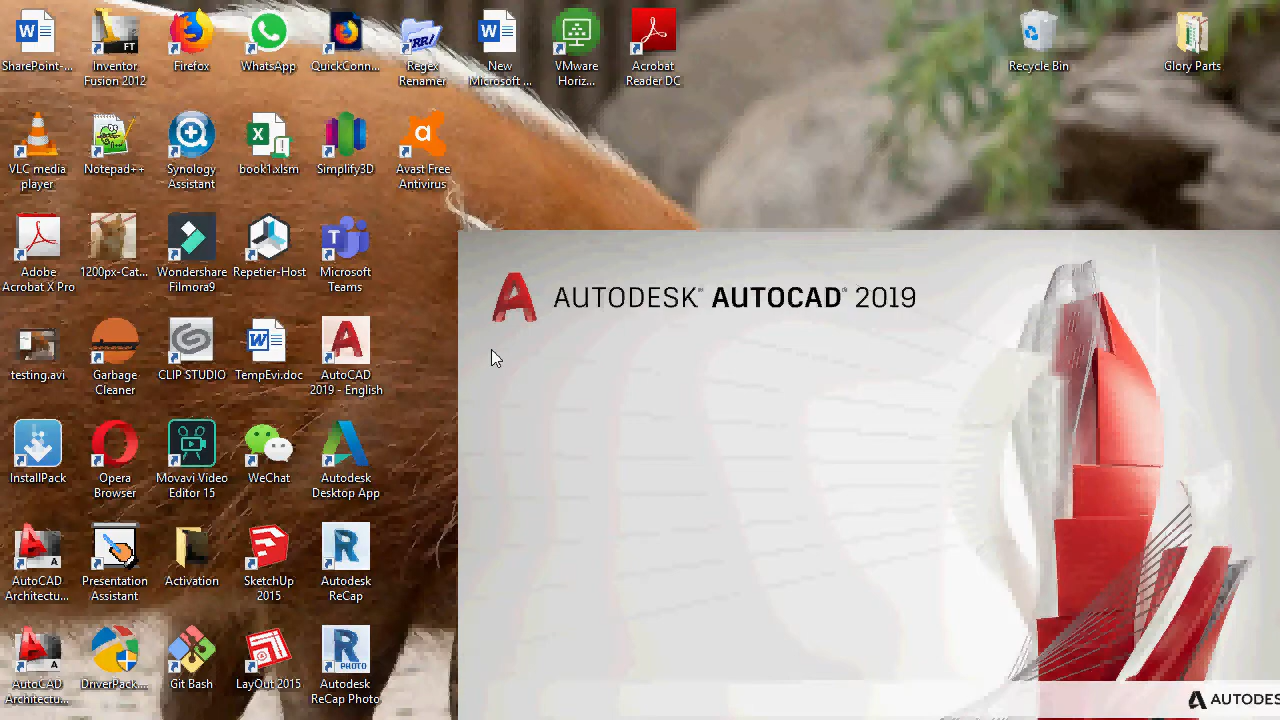 SharePoint-...
Inventor
Fusion 2012
Firefox
WhatsApp
QuickConn...
Regex
Renamer
New
Microsoft ...
VMware
Horiz...
Acrobat
Reader DC
Recycle Bin
Glory Parts
VLC media
player
Notepad++
Synology
Assistant
book1.xlsm
Simplify3D
Avast Free
Antivirus
Adobe
Acrobat X Pro
1200px-Cat...
Wondershare
Filmora9
Repetier-Host
Microsoft
Teams
AUTODESK® AUTOCAD® 2019
testing.avi
Garbage
Cleaner
CLIP STUDIO
TempEvi.doc
AutoCAD
2019 - English
InstallPack
Opera
Browser
Movavi Video
Editor 15
WeChat
Autodesk
Desktop App
AutoCAD
Architectu...
Presentation
Assistant
Activation
SketchUp
2015
Autodesk
ReCap
AutoCAD
Architectu...
DriverPack...
Git Bash
LayOut 2015
PHOTO
Autodesk
ReCap Photo
AUTODES